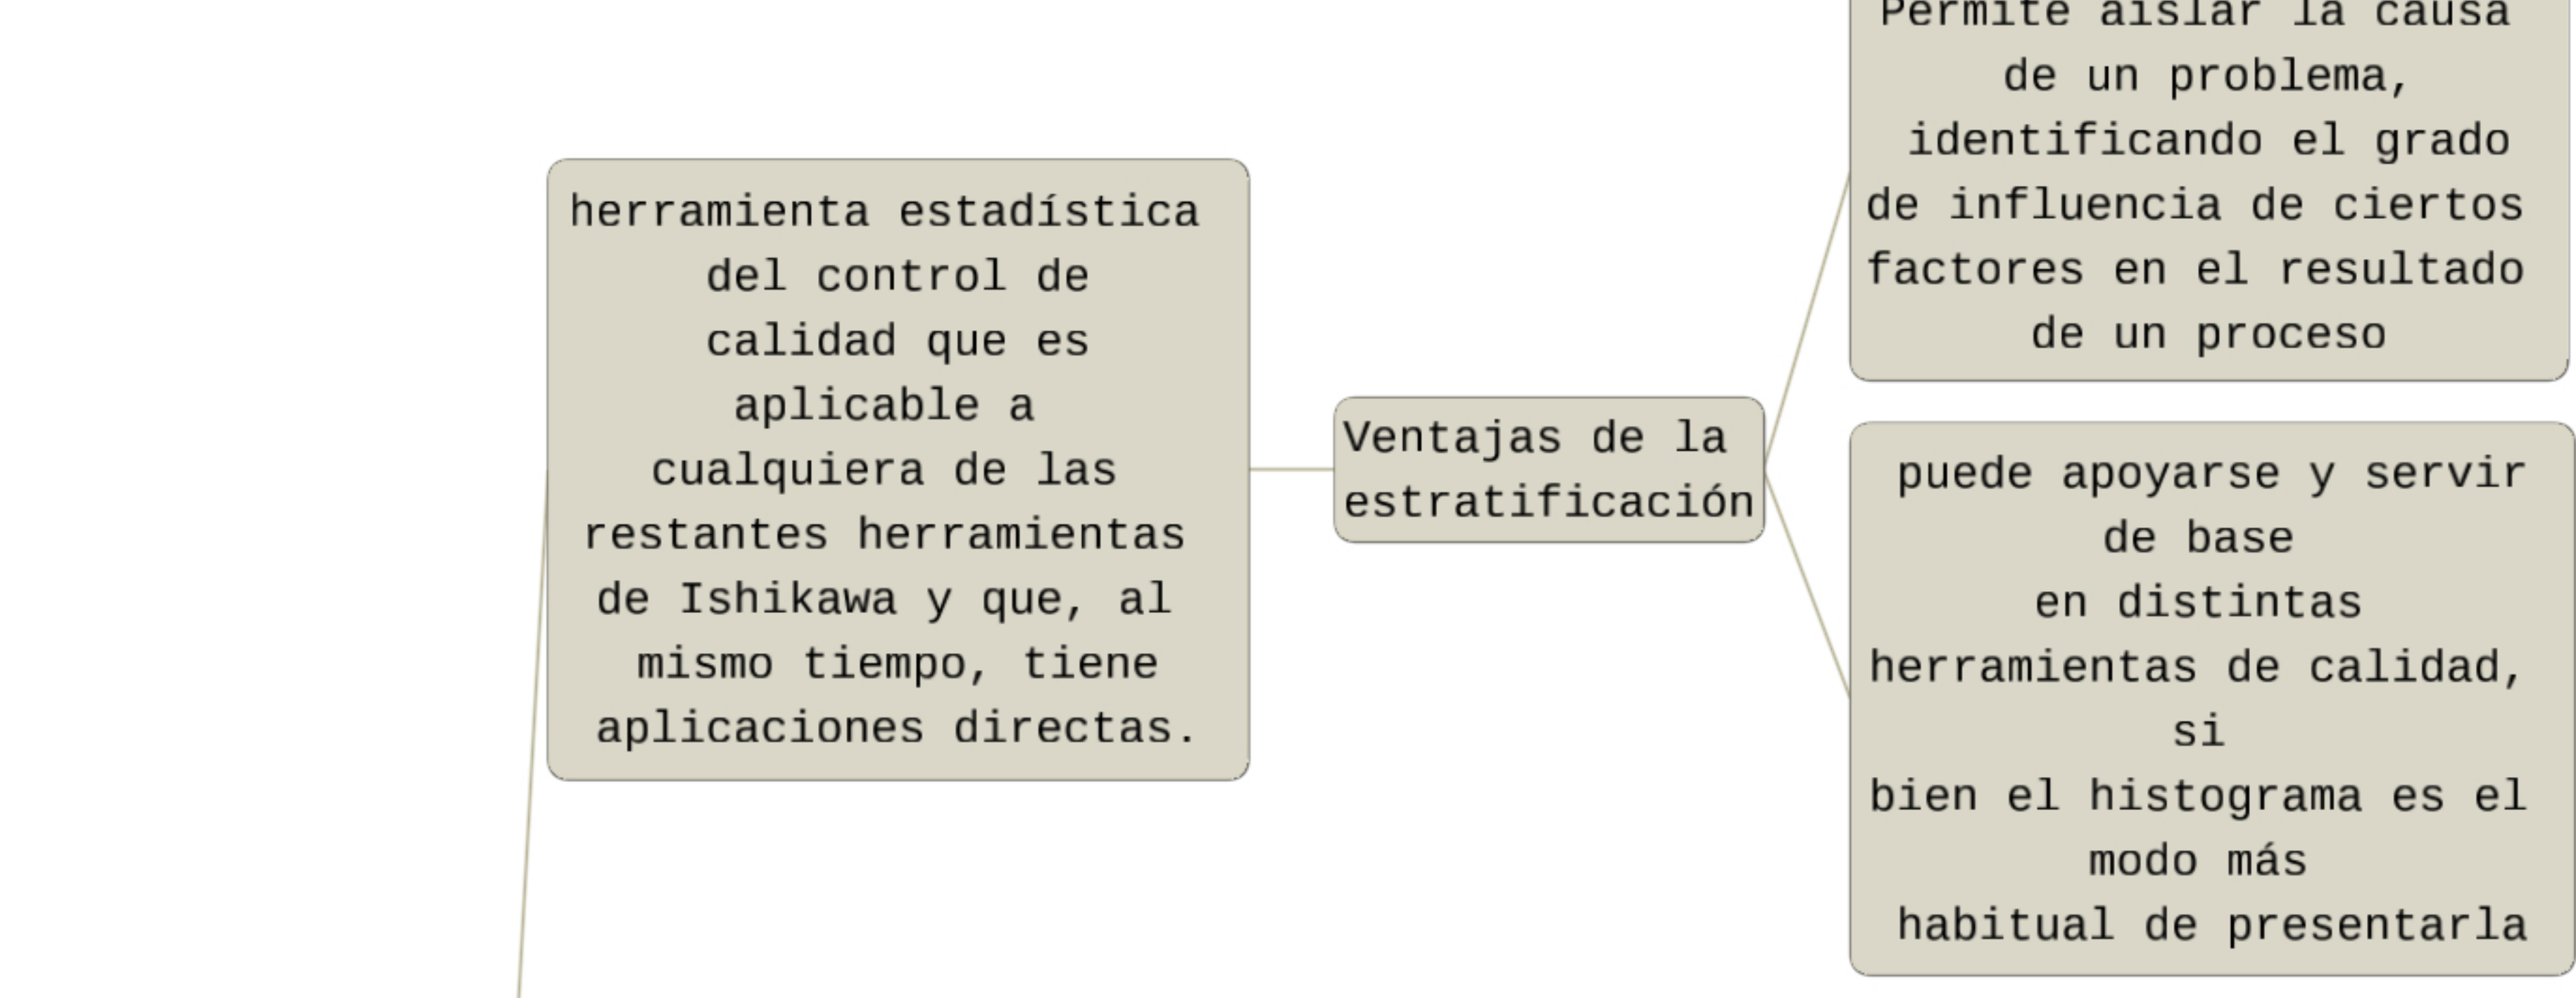 herramienta estadística
del control de
calidad que es
aplicable a
cualquiera de las
restantes herramientas
de Ishikawa y que, al
mismo tiempo, tiene
aplicaciones directas.
Ventajas de la
estratificación
Permite aislar la causa
de un problema,
identificando el grado
de influencia de ciertos
factores en el resultado
de un proceso
puede apoyarse y servir
de base
en distintas
herramientas de calidad,
si
bien el histograma es el
modo más
habitual de presentarla